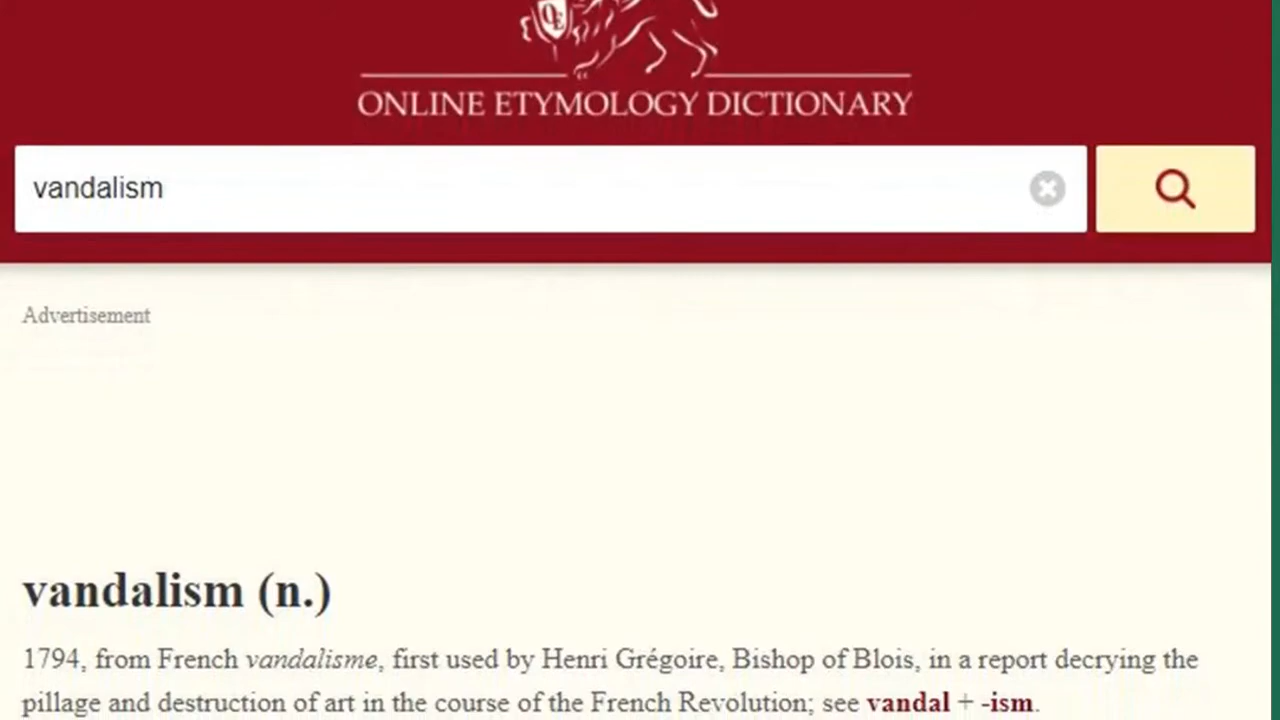 OE
ONLINE ETYMOLOGY DICTIONARY
vandalism
Advertisement
vandalism (n.)
1794, from French vandalisme, first used by Henri Grégoire, Bishop of Blois, in a report decrying the
pillage and destruction of art in the course of the French Revolution; see vandal + -ism.